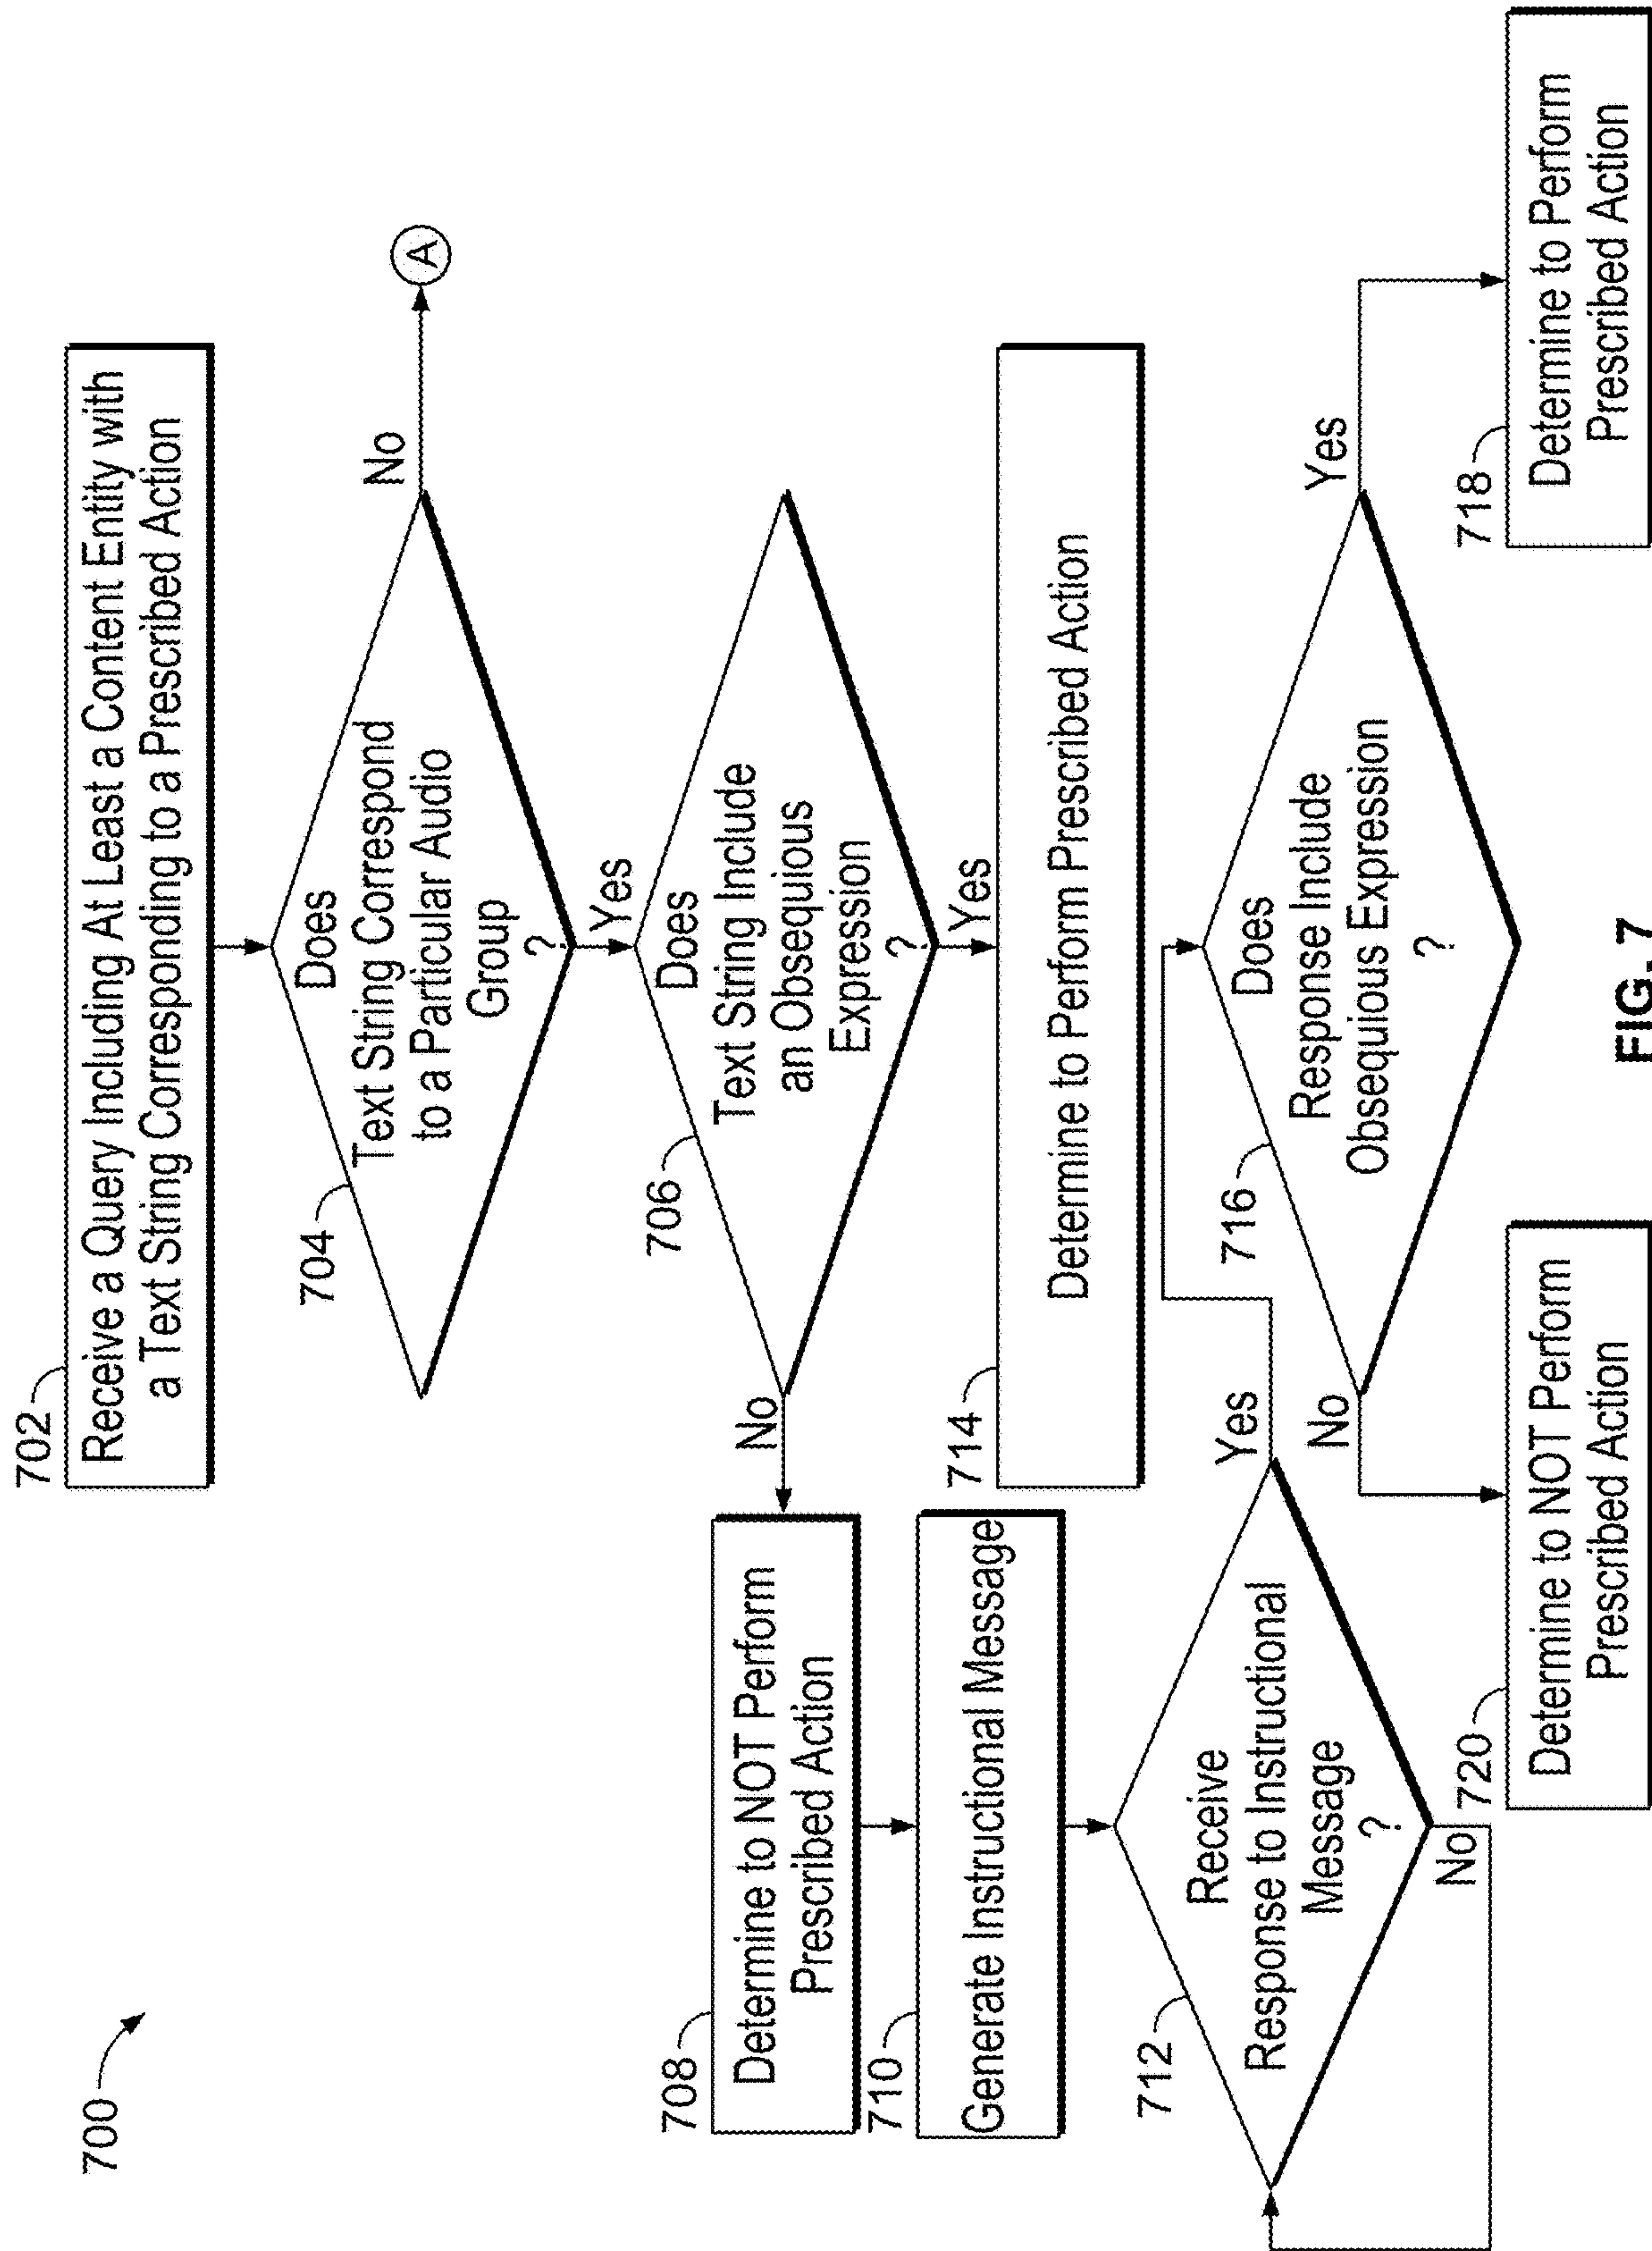 700
702
Receive a Query Including At Least a Content Entity with
a Text String Corresponding to a Prescribed Action
704
Does
Text String Correspond
to a Particular Audio
Group
?
No
A
Yes
706
Does
Text String Include
an Obsequious
Expression
?
No
Yes
708
Determine to NOT Perform
Prescribed Action
710
Generate Instructional Message
712
Receive
Response to Instructional
Message
?
No
Yes
714
Determine to Perform Prescribed Action
716
Does
Response Include
Obsequious Expression
?
No
Yes
718
Determine to Perform
Prescribed Action
720
Determine to NOT Perform
Prescribed Action
FIG. 7